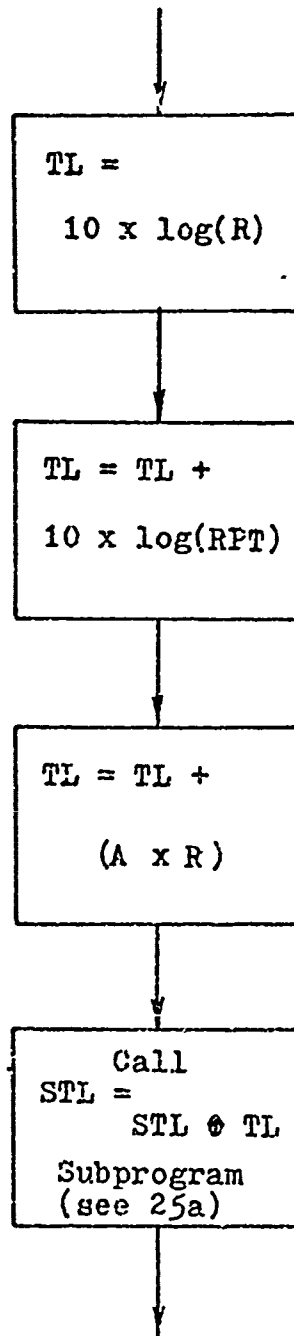 TL =
10 x log(R)
TL = TL +
10 x log(RPT)
TL = TL +
(A x R)
Call
STL =
STL ⊕ TL
Subprogram
(see 25a)